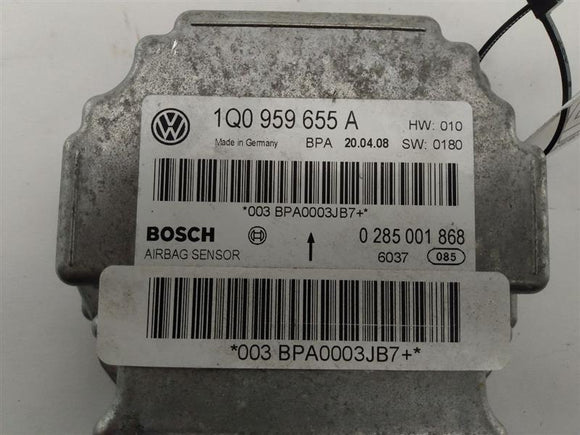 VW 1Q0 959 655 A HW: 010
Made in Germany BPA 20.04.08 SW: 0180
*003 BPA0003JB7+*
BOSCH 0 285 001 868
AIRBAG SENSOR 6037 085
*003 BPA0003JB7+*